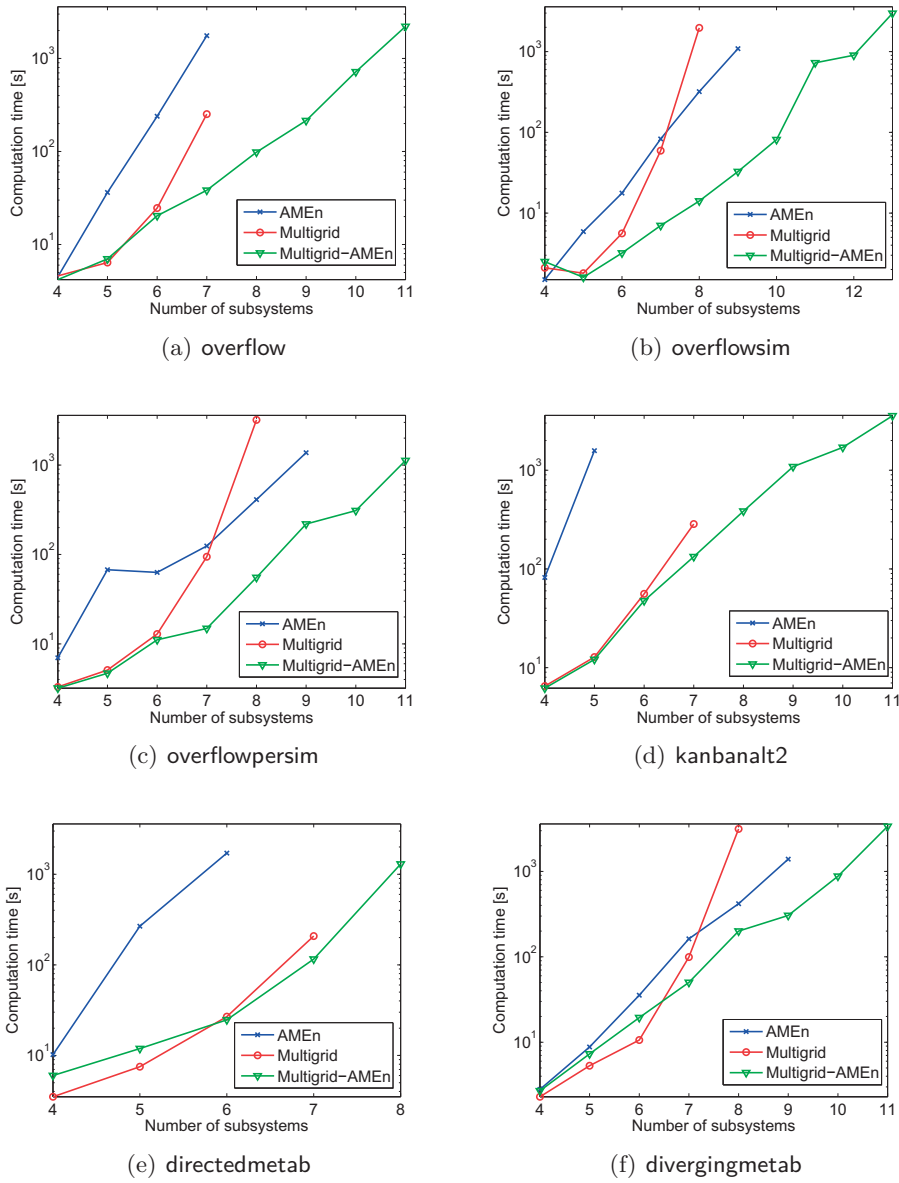 10^3
10^2
10^1
Computation time [s]
AMEn
Multigrid
Multigrid-AMEn
4 5 6 7 8 9 10 11
Number of subsystems
(a) overflow
10^3
10^2
10^1
Computation time [s]
AMEn
Multigrid
Multigrid-AMEn
4 6 8 10 12
Number of subsystems
(b) overflowsim
10^3
10^2
10^1
Computation time [s]
AMEn
Multigrid
Multigrid-AMEn
4 5 6 7 8 9 10 11
Number of subsystems
(c) overflowpersim
10^3
10^2
10^1
Computation time [s]
AMEn
Multigrid
Multigrid-AMEn
4 5 6 7 8 9 10 11
Number of subsystems
(d) kanbanalt2
10^3
10^2
10^1
Computation time [s]
AMEn
Multigrid
Multigrid-AMEn
4 5 6 7 8
Number of subsystems
(e) directedmetab
10^3
10^2
10^1
Computation time [s]
AMEn
Multigrid
Multigrid-AMEn
4 5 6 7 8 9 10 11
Number of subsystems
(f) divergingmetab